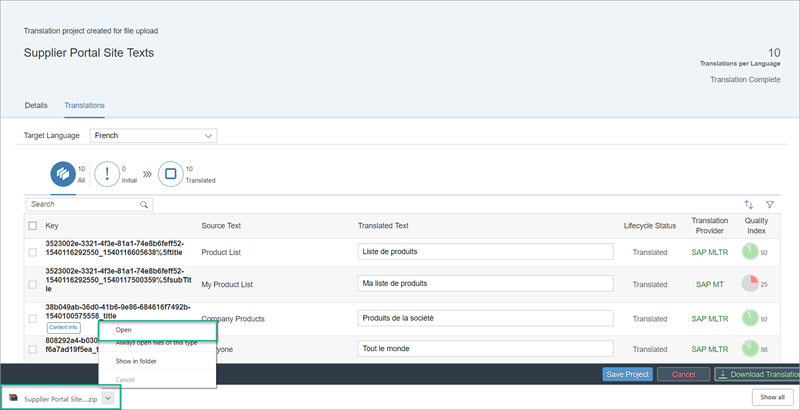 Translation project created for file upload
Supplier Portal Site Texts
10
Translations per Language
Translation Complete
Details
Translations
Target Language
French
10
All
0
Initial
10
Translated
Search
Key
Source Text
Translated Text
Lifecycle Status
Translation
Provider
Quality
Index
3523002e-3321-4f3e-81a1-74e8b6feff52-
1540116292550_1540116605638%5ftitle
Product List
Liste de produits
Translated
SAP MLTR
92
3523002e-3321-4f3e-81a1-74e8b6feff52-
1540116292550_1540117500359%5fsubTit
le
My Product List
Ma liste de produits
Translated
SAP MT
25
38b049ab-36d0-41b6-9e86-684616f7492b-
1540100575558_title
Context Info.
Company Products
Produits de la société
Translated
SAP MLTR
92
808292a4-b030
f6a7ad19f5ea_t
yone
Tout le monde
Translated
SAP MLTR
86
Open
Always open files of this type
Show in folder
Cancel
Save Project
Cancel
Download Translation
Supplier Portal Site....zip
Show all